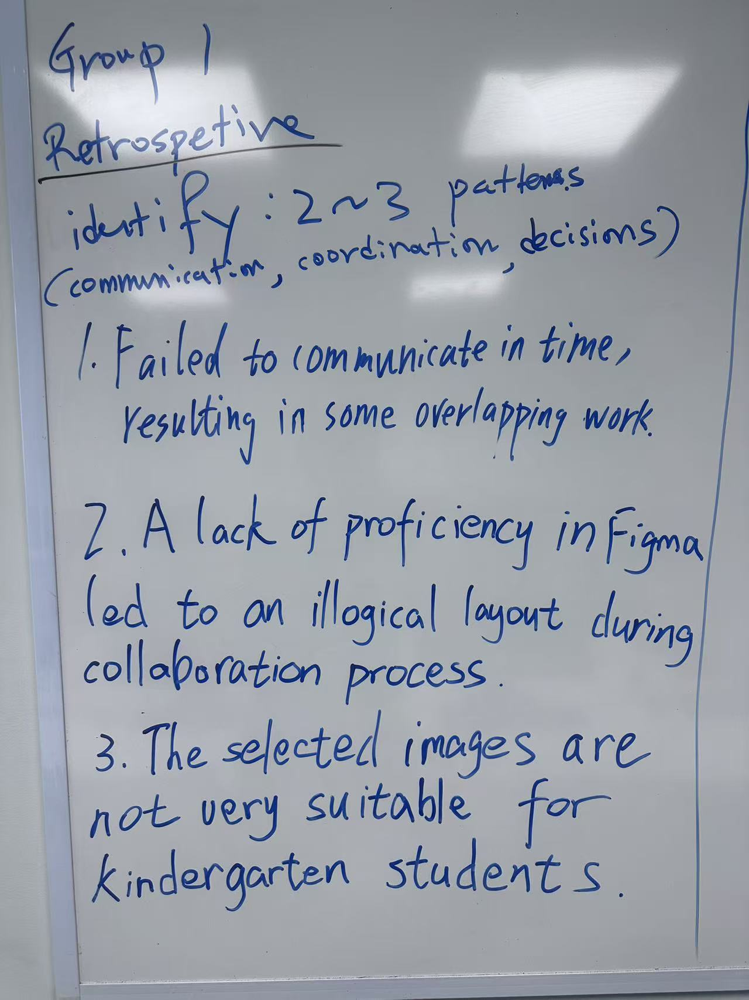 Group 1
Retrospetive
identify : 2~3 patterns
(communication, coordination, decisions)
1. Failed to communicate in time,
resulting in some overlapping work.
2. A lack of proficiency in Figma
led to an illogical layout during
collaboration process.
3. The selected images are
not very suitable for
kindergarten students.